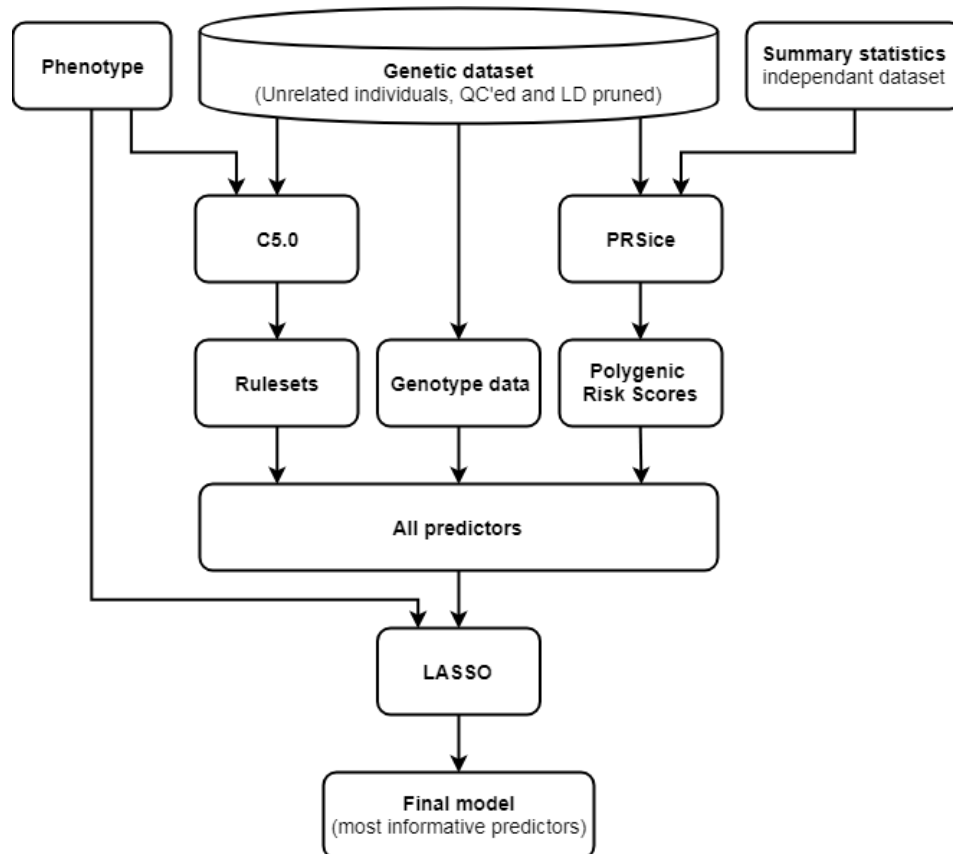 Phenotype
Genetic dataset
(Unrelated individuals, QC'ed and LD pruned)
Summary statistics
independant dataset
C5.0
PRSice
Rulesets
Genotype data
Polygenic
Risk Scores
All predictors
LASSO
Final model
(most informative predictors)